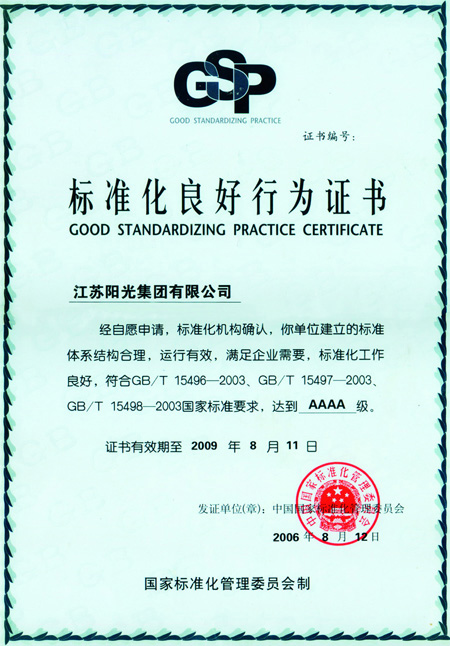 GSP
GOOD STANDARDIZING PRACTICE
证书编号：
标准化良好行为证书
GOOD STANDARDIZING PRACTICE CERTIFICATE
江苏阳光集团有限公司
经自愿申请，标准化机构确认，你单位建立的标准
体系结构合理，运行有效，满足企业需要，标准化工作
良好，符合GB/T 15496—2003、GB/T 15497—2003、
GB/T 15498—2003国家标准要求，达到 AAAA 级。
证书有效期至 2009 年 8 月 11 日
中国国家标准化管理委员会
发证单位(章)：中国国家标准化管理委员会
2006 年 8 月 12 日
国家标准化管理委员会制